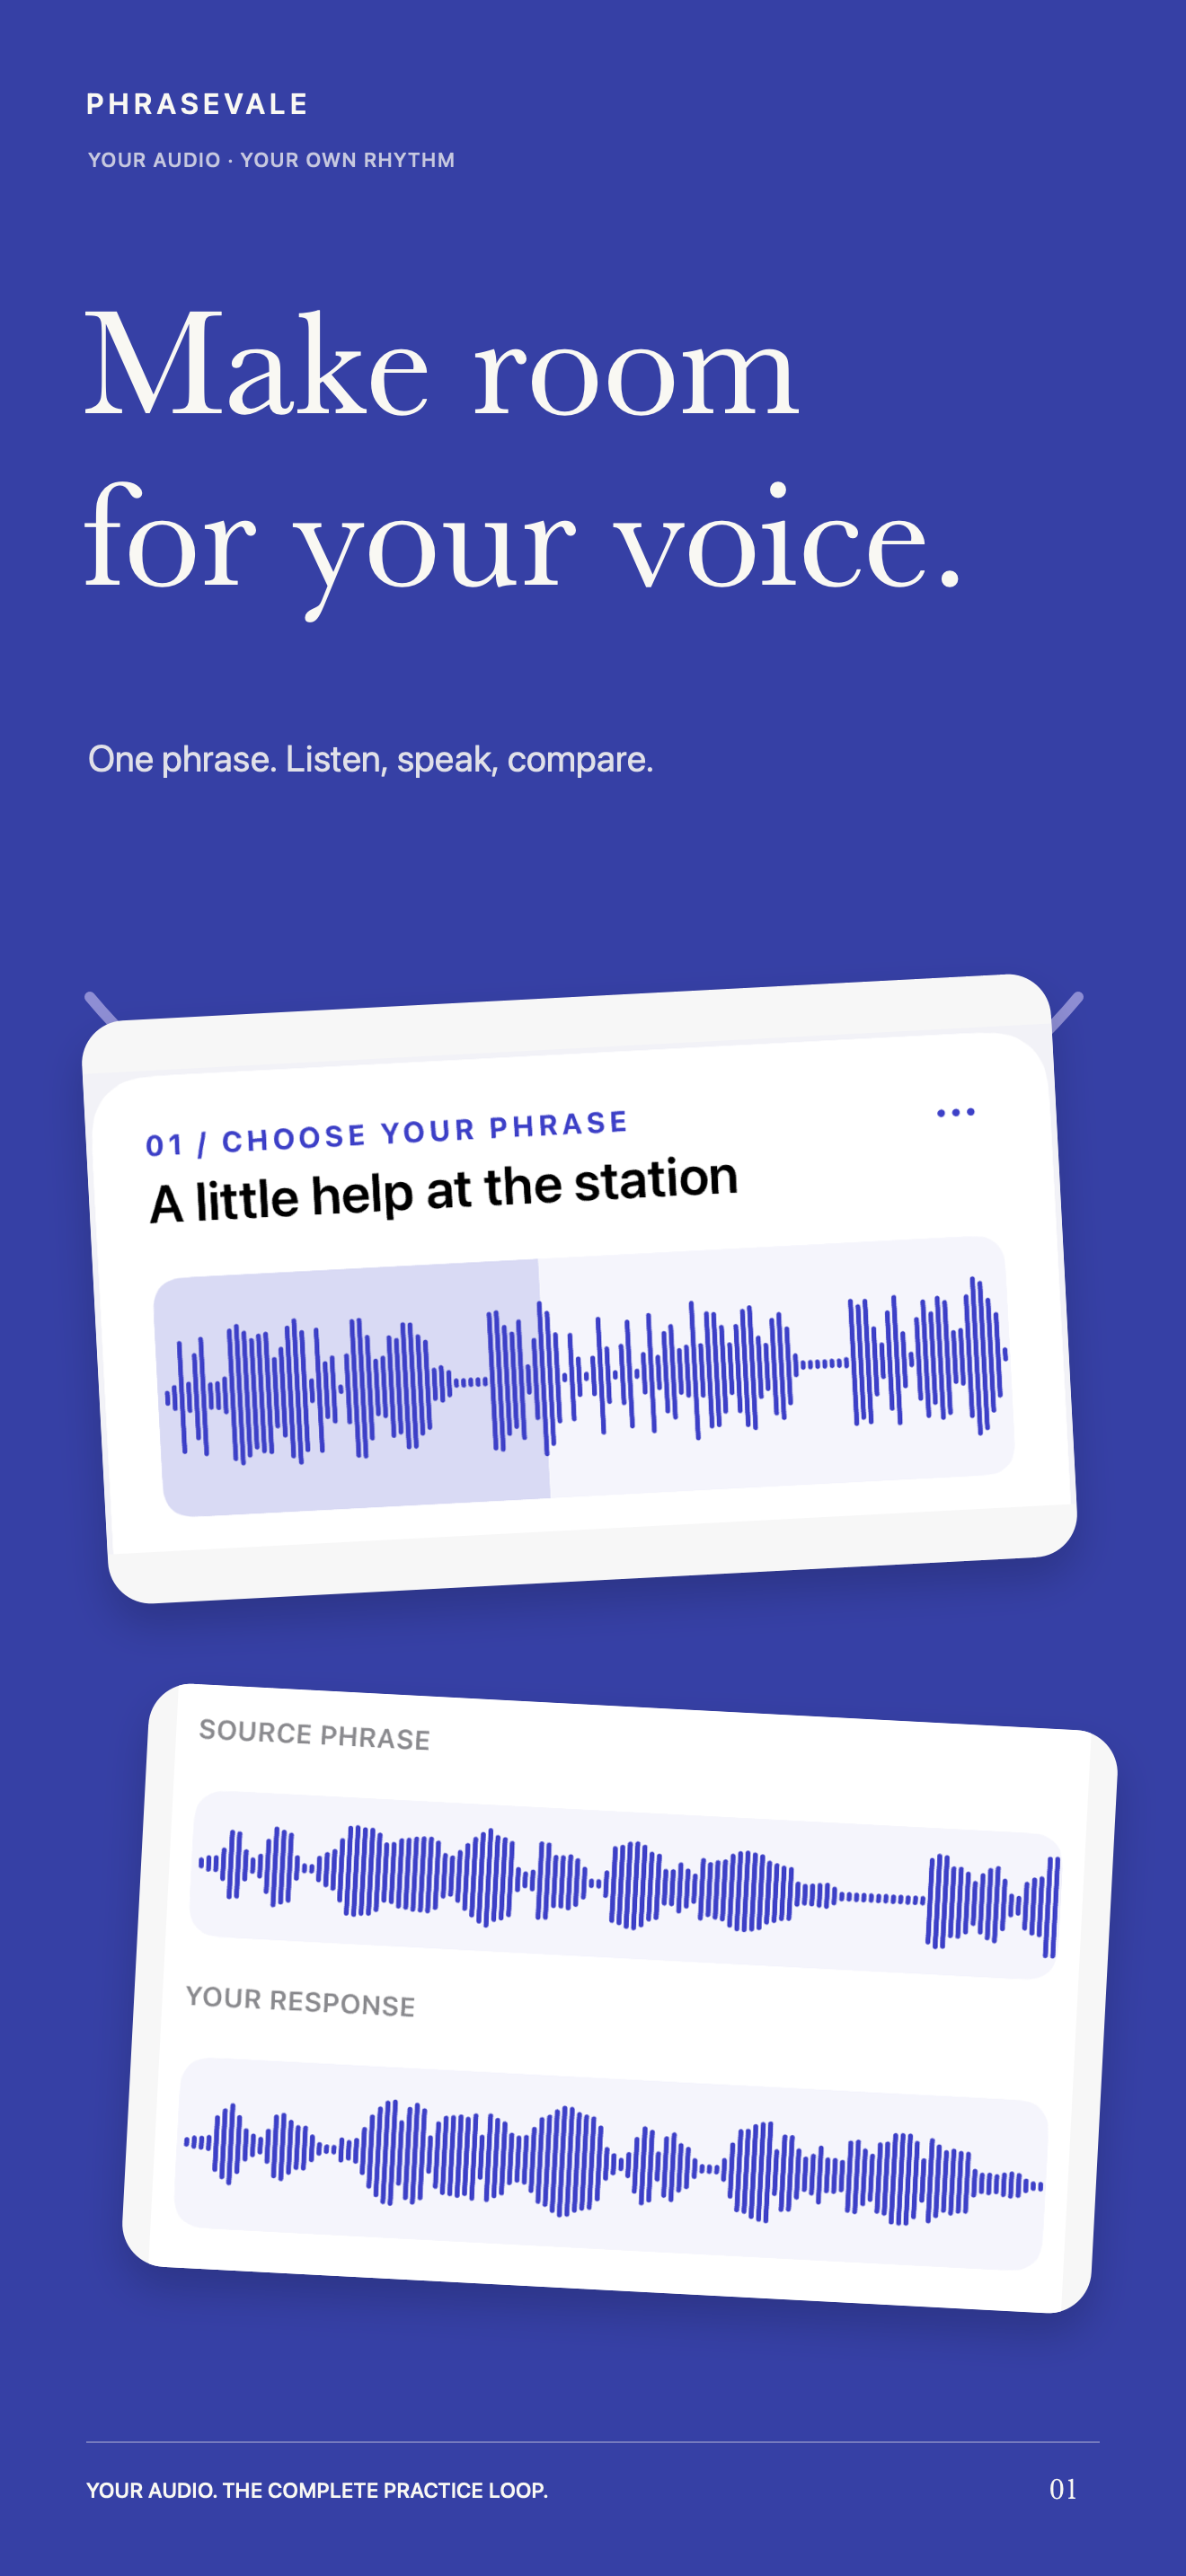 PHRASEVALE
YOUR AUDIO · YOUR OWN RHYTHM
Make room
for your voice.
One phrase. Listen, speak, compare.
01 / CHOOSE YOUR PHRASE
A little help at the station
SOURCE PHRASE
YOUR RESPONSE
YOUR AUDIO. THE COMPLETE PRACTICE LOOP.
01